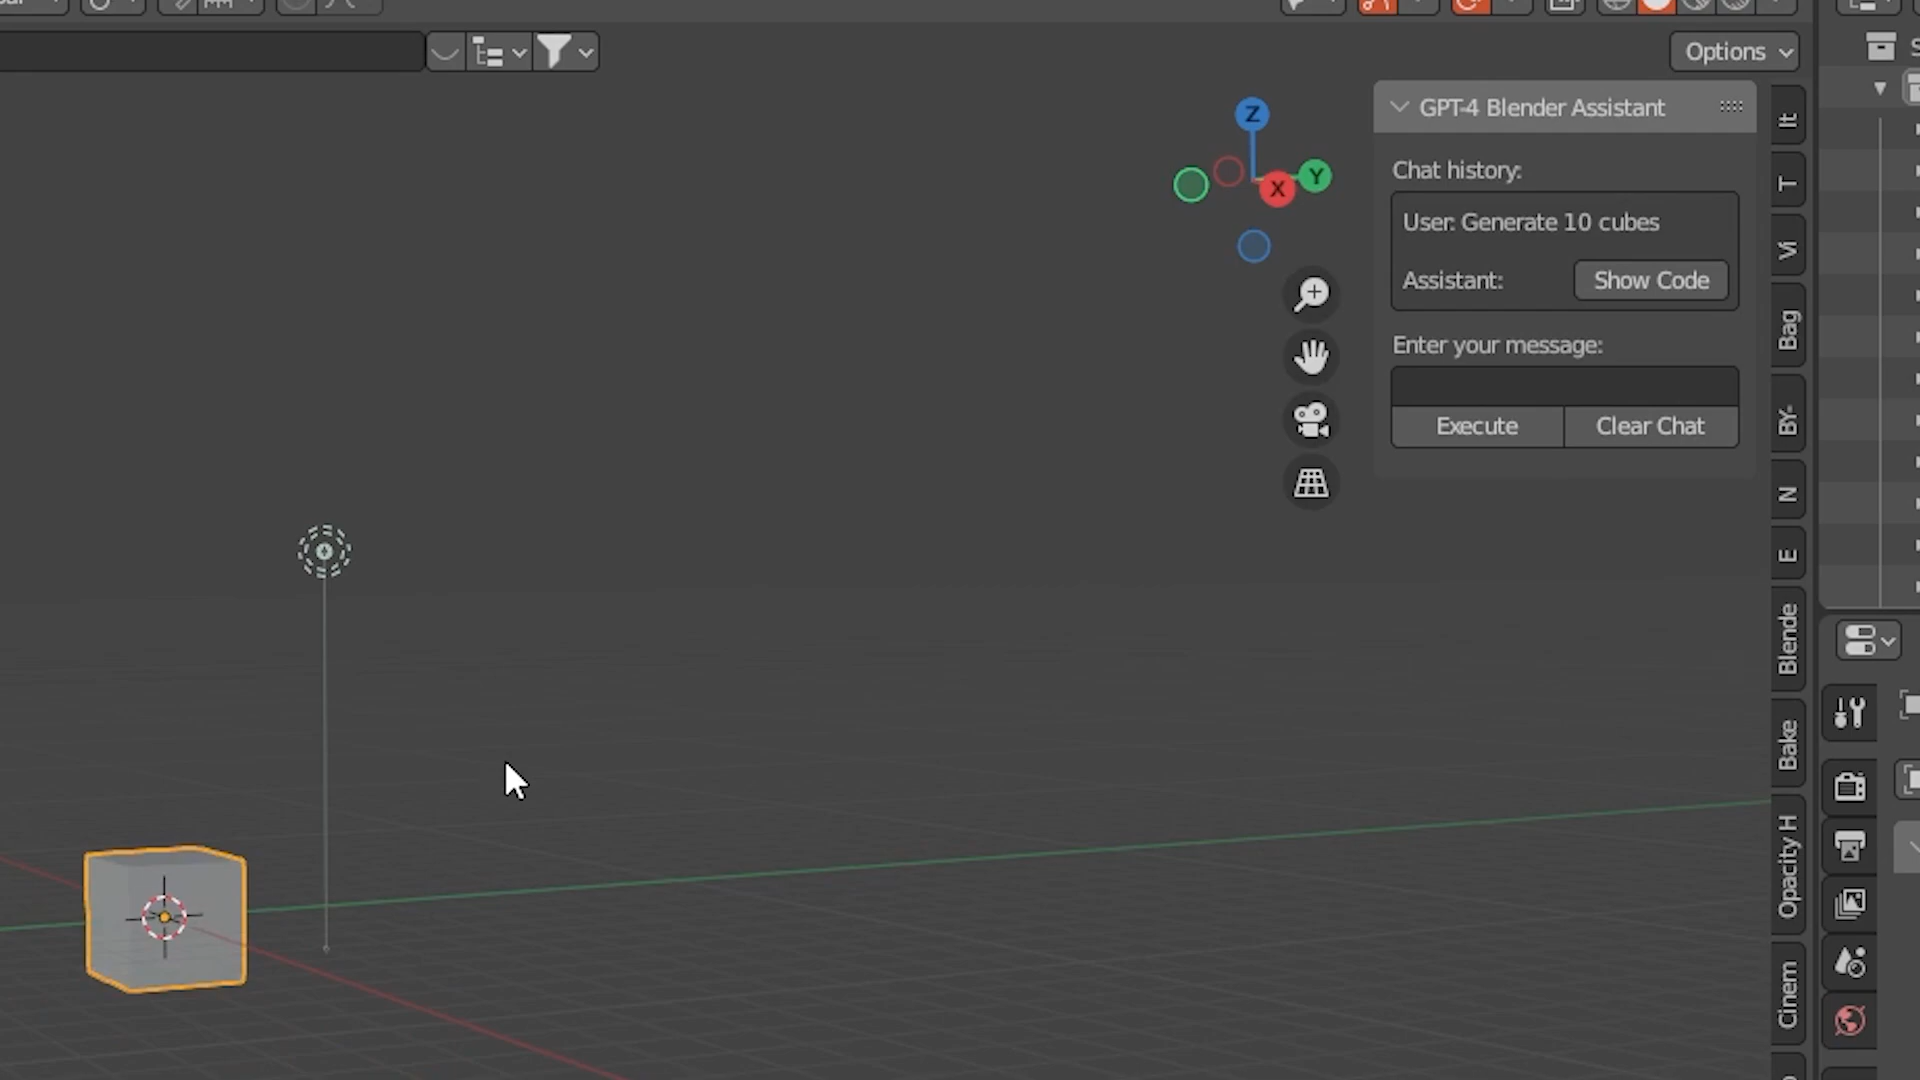 Options
GPT-4 Blender Assistant
Chat history:
User: Generate 10 cubes
Assistant:
Show Code
Enter your message:
Execute
Clear Chat
Z
Y
X
It
T
Vi
Bag
BY-
N
E
Blende
Bake
Opacity H
Cinem